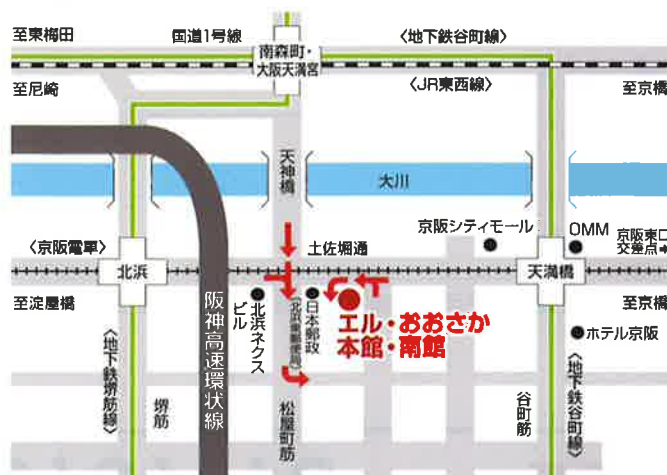 至東梅田
国道1号線
南森町・
大阪天満宮
〈地下鉄谷町線〉
至尼崎
〈JR東西線〉
至京橋
天神橋
大川
京阪シティモール
OMM
京阪東口
交差点➡
〈京阪電車〉
北浜
土佐堀通
天満橋
至淀屋橋
阪神高速環状線
北浜ネクス
ビル
日本郵政
〈北浜東郵便局〉
エル・おおさか
本館・南館
至京橋
ホテル京阪
〈地下鉄堺筋線〉
堺筋
松屋町筋
谷町筋
〈地下鉄谷町線〉